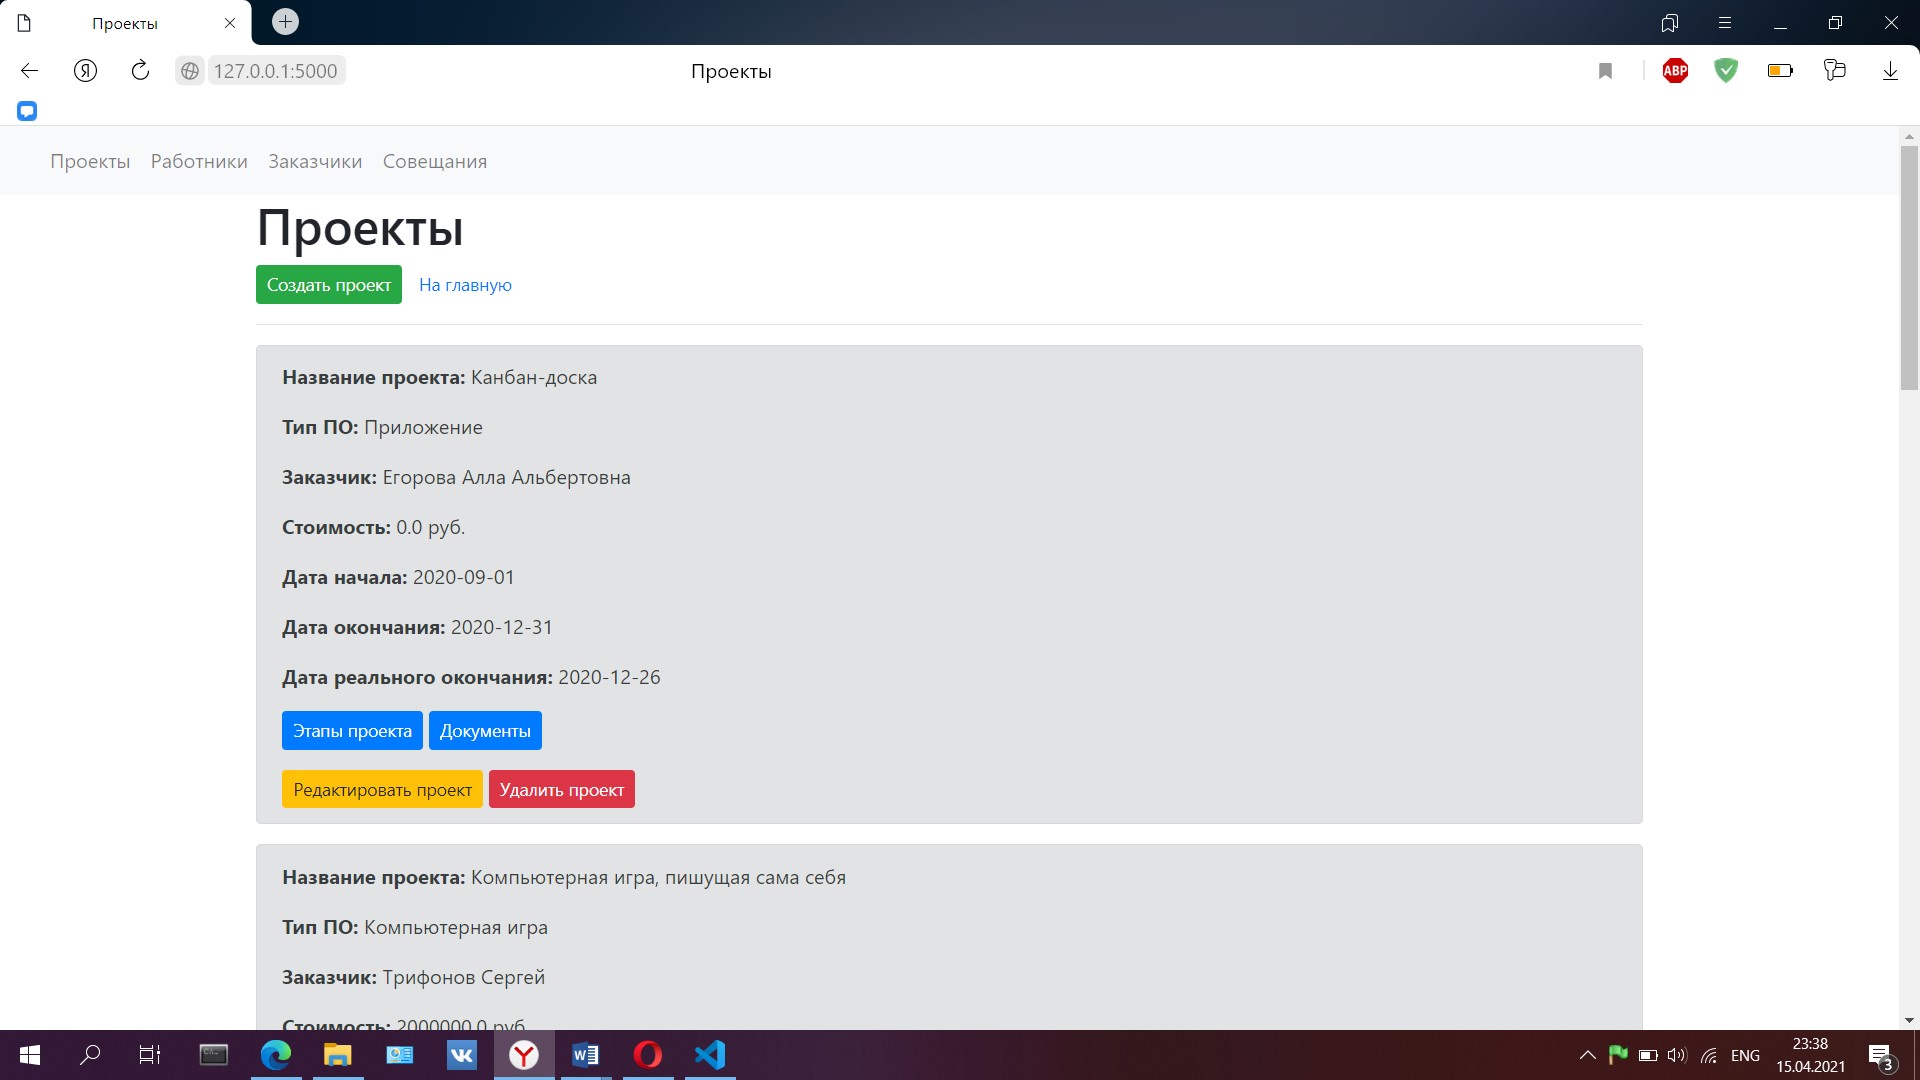 Проекты
127.0.0.1:5000
Проекты
ABP
Проекты Работники Заказчики Совещания
Проекты
Создать проект На главную
Название проекта: Канбан-доска
Тип ПО: Приложение
Заказчик: Егорова Алла Альбертовна
Стоимость: 0.0 руб.
Дата начала: 2020-09-01
Дата окончания: 2020-12-31
Дата реального окончания: 2020-12-26
Этапы проекта Документы
Редактировать проект Удалить проект
Название проекта: Компьютерная игра, пишущая сама себя
Тип ПО: Компьютерная игра
Заказчик: Трифонов Сергей
Стоимость: 2000000.0 руб.
ENG
23:38
15.04.2021
3